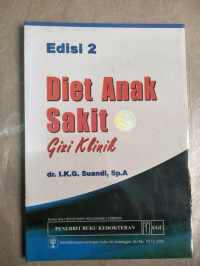 Edisi 2
Diet Anak
Sakit
Gizi Klinik
dr. I.K.G. Suandi, Sp.A
PENERBIT BUKU KEDOKTERAN
EGC